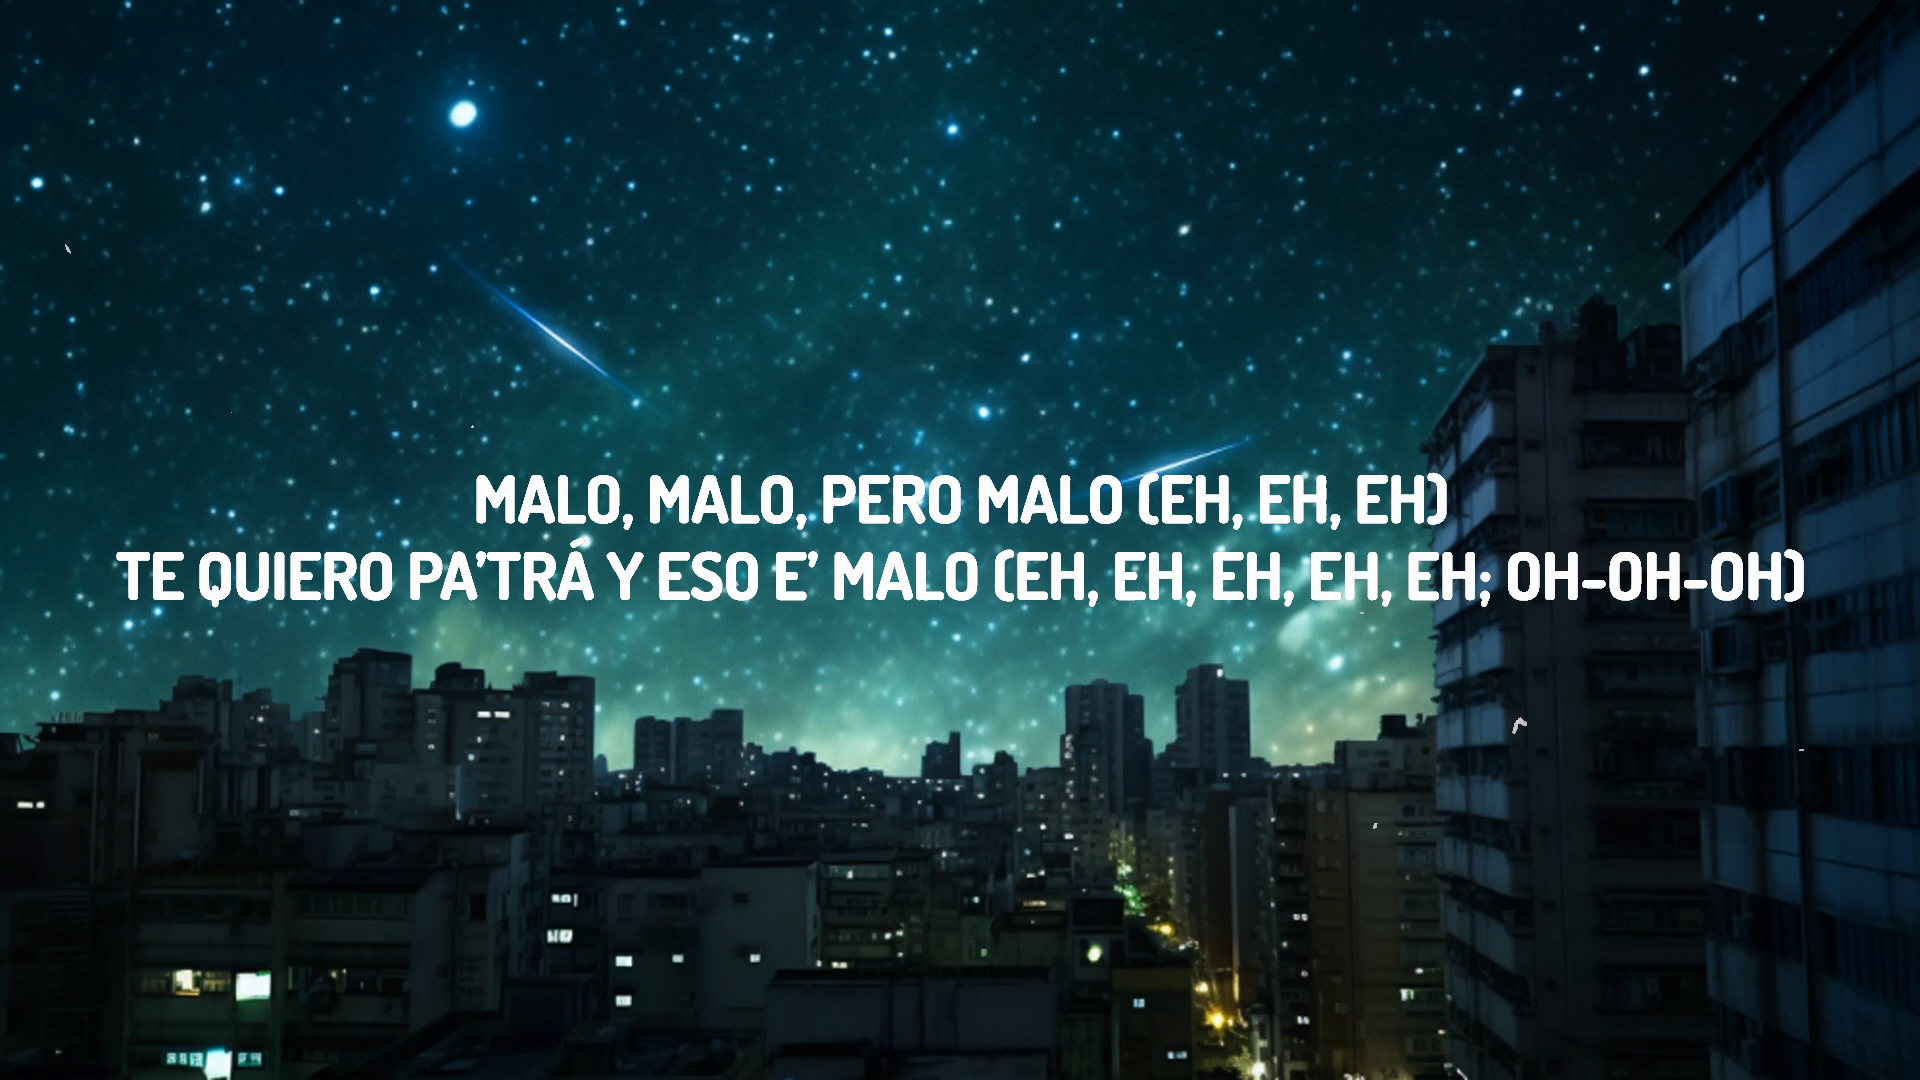 MALO, MALO, PERO MALO (EH, EH, EH)
TE QUIERO PA'TRÁ Y ESO E' MALO (EH, EH, EH, EH, EH; OH-OH-OH)